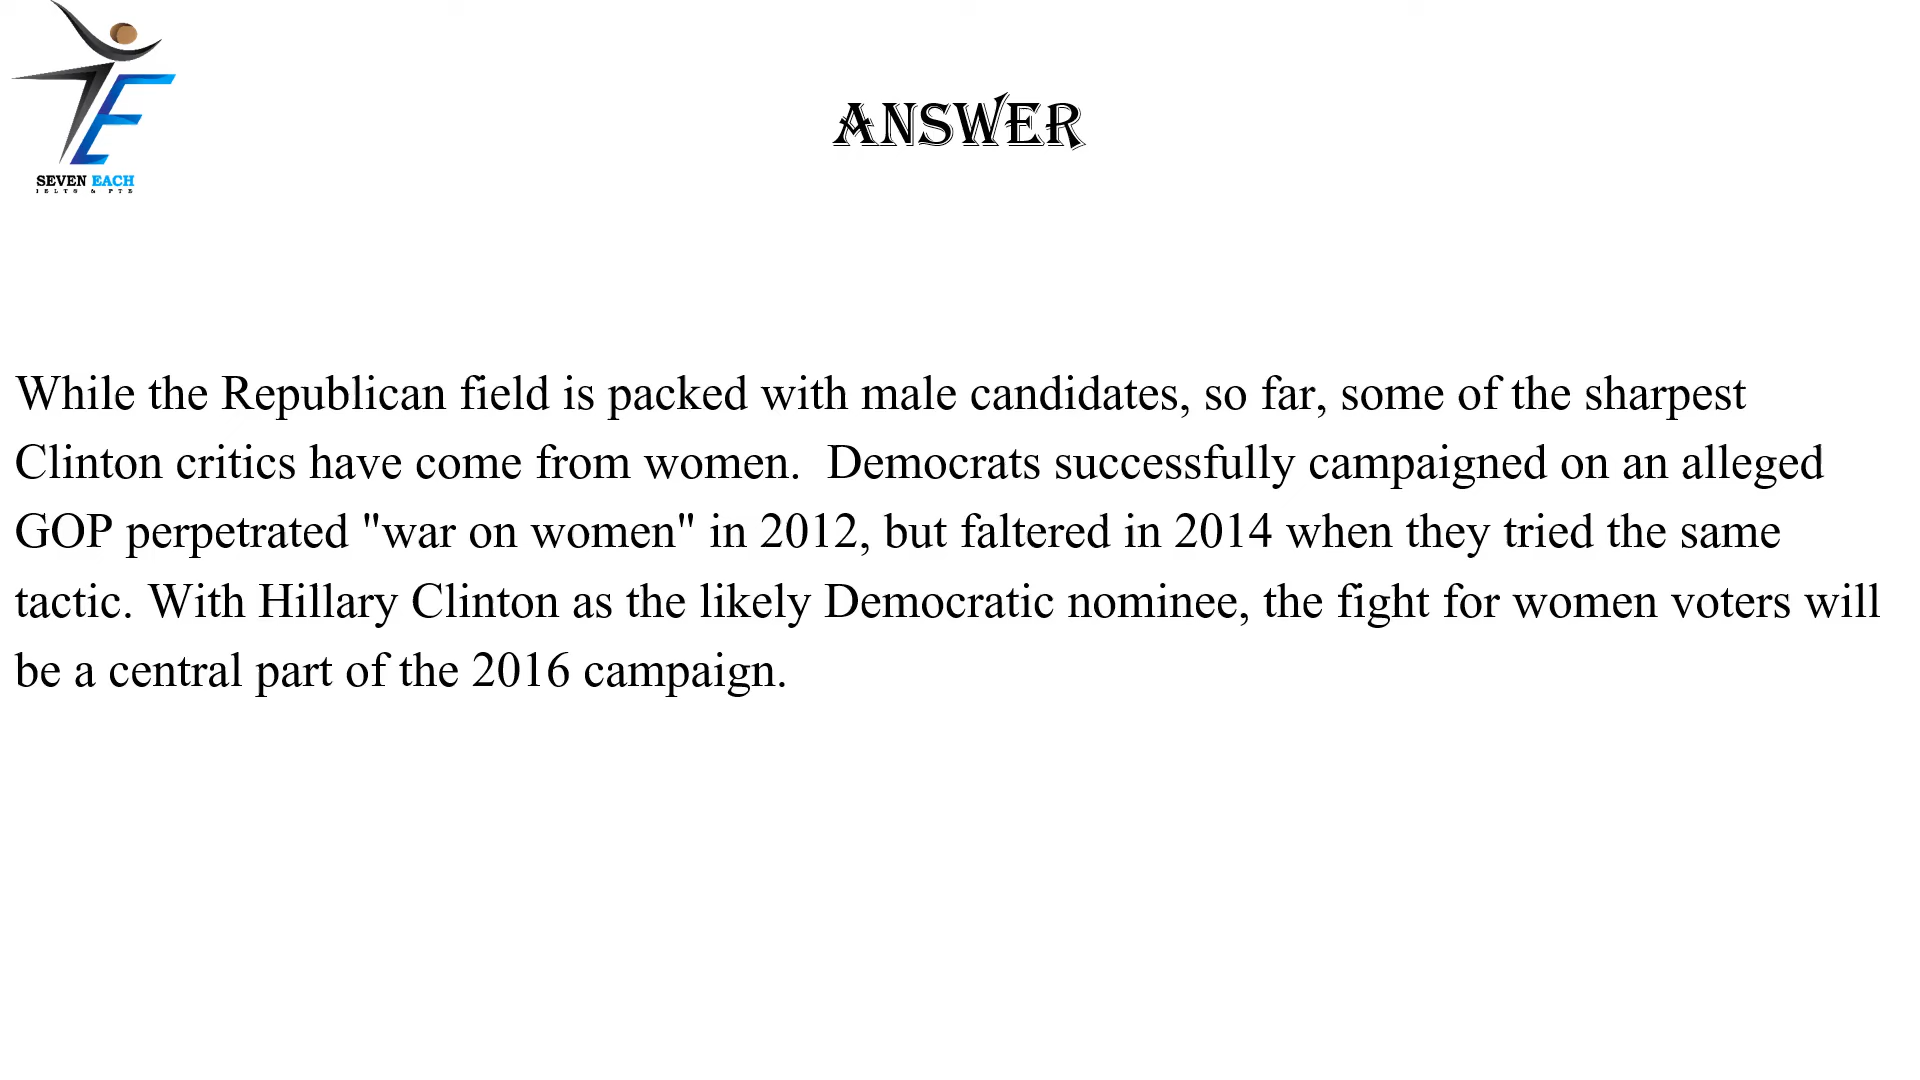 SEVEN EACH
IELTS & PTE
ANSWER
While the Republican field is packed with male candidates, so far, some of the sharpest
Clinton critics have come from women.  Democrats successfully campaigned on an alleged
GOP perpetrated "war on women" in 2012, but faltered in 2014 when they tried the same
tactic. With Hillary Clinton as the likely Democratic nominee, the fight for women voters will
be a central part of the 2016 campaign.